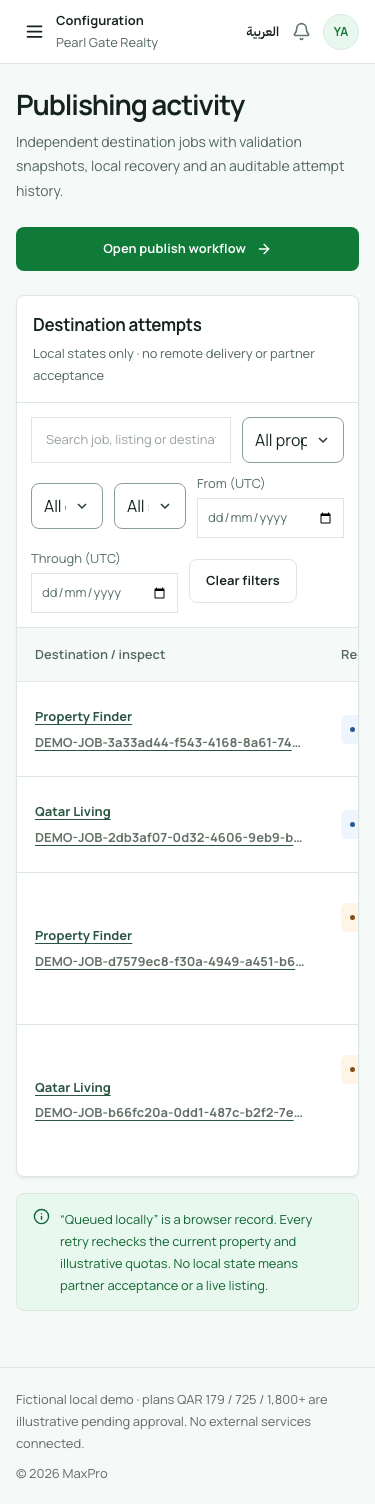 Configuration
Pearl Gate Realty
العربية
YA
Publishing activity
Independent destination jobs with validation
snapshots, local recovery and an auditable attempt
history.
Open publish workflow
Destination attempts
Local states only · no remote delivery or partner
acceptance
Search job, listing or destina
All prop
All
All
From (UTC)
dd/mm/yyyy
Through (UTC)
dd/mm/yyyy
Clear filters
Destination / inspect
Re
Property Finder
DEMO-JOB-3a33ad44-f543-4168-8a61-74…
Qatar Living
DEMO-JOB-2db3af07-0d32-4606-9eb9-b…
Property Finder
DEMO-JOB-d7579ec8-f30a-4949-a451-b6…
Qatar Living
DEMO-JOB-b66fc20a-0dd1-487c-b2f2-7e…
“Queued locally” is a browser record. Every
retry rechecks the current property and
illustrative quotas. No local state means
partner acceptance or a live listing.
Fictional local demo · plans QAR 179 / 725 / 1,800+ are
illustrative pending approval. No external services
connected.
© 2026 MaxPro